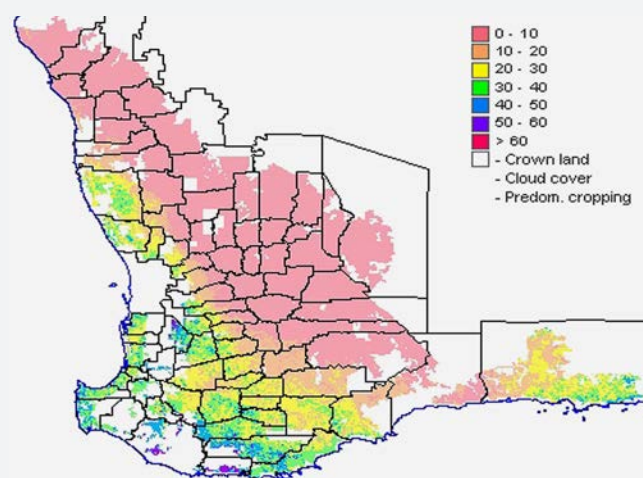 0 - 10
10 - 20
20 - 30
30 - 40
40 - 50
50 - 60
> 60
- Crown land
- Cloud cover
- Predom. cropping